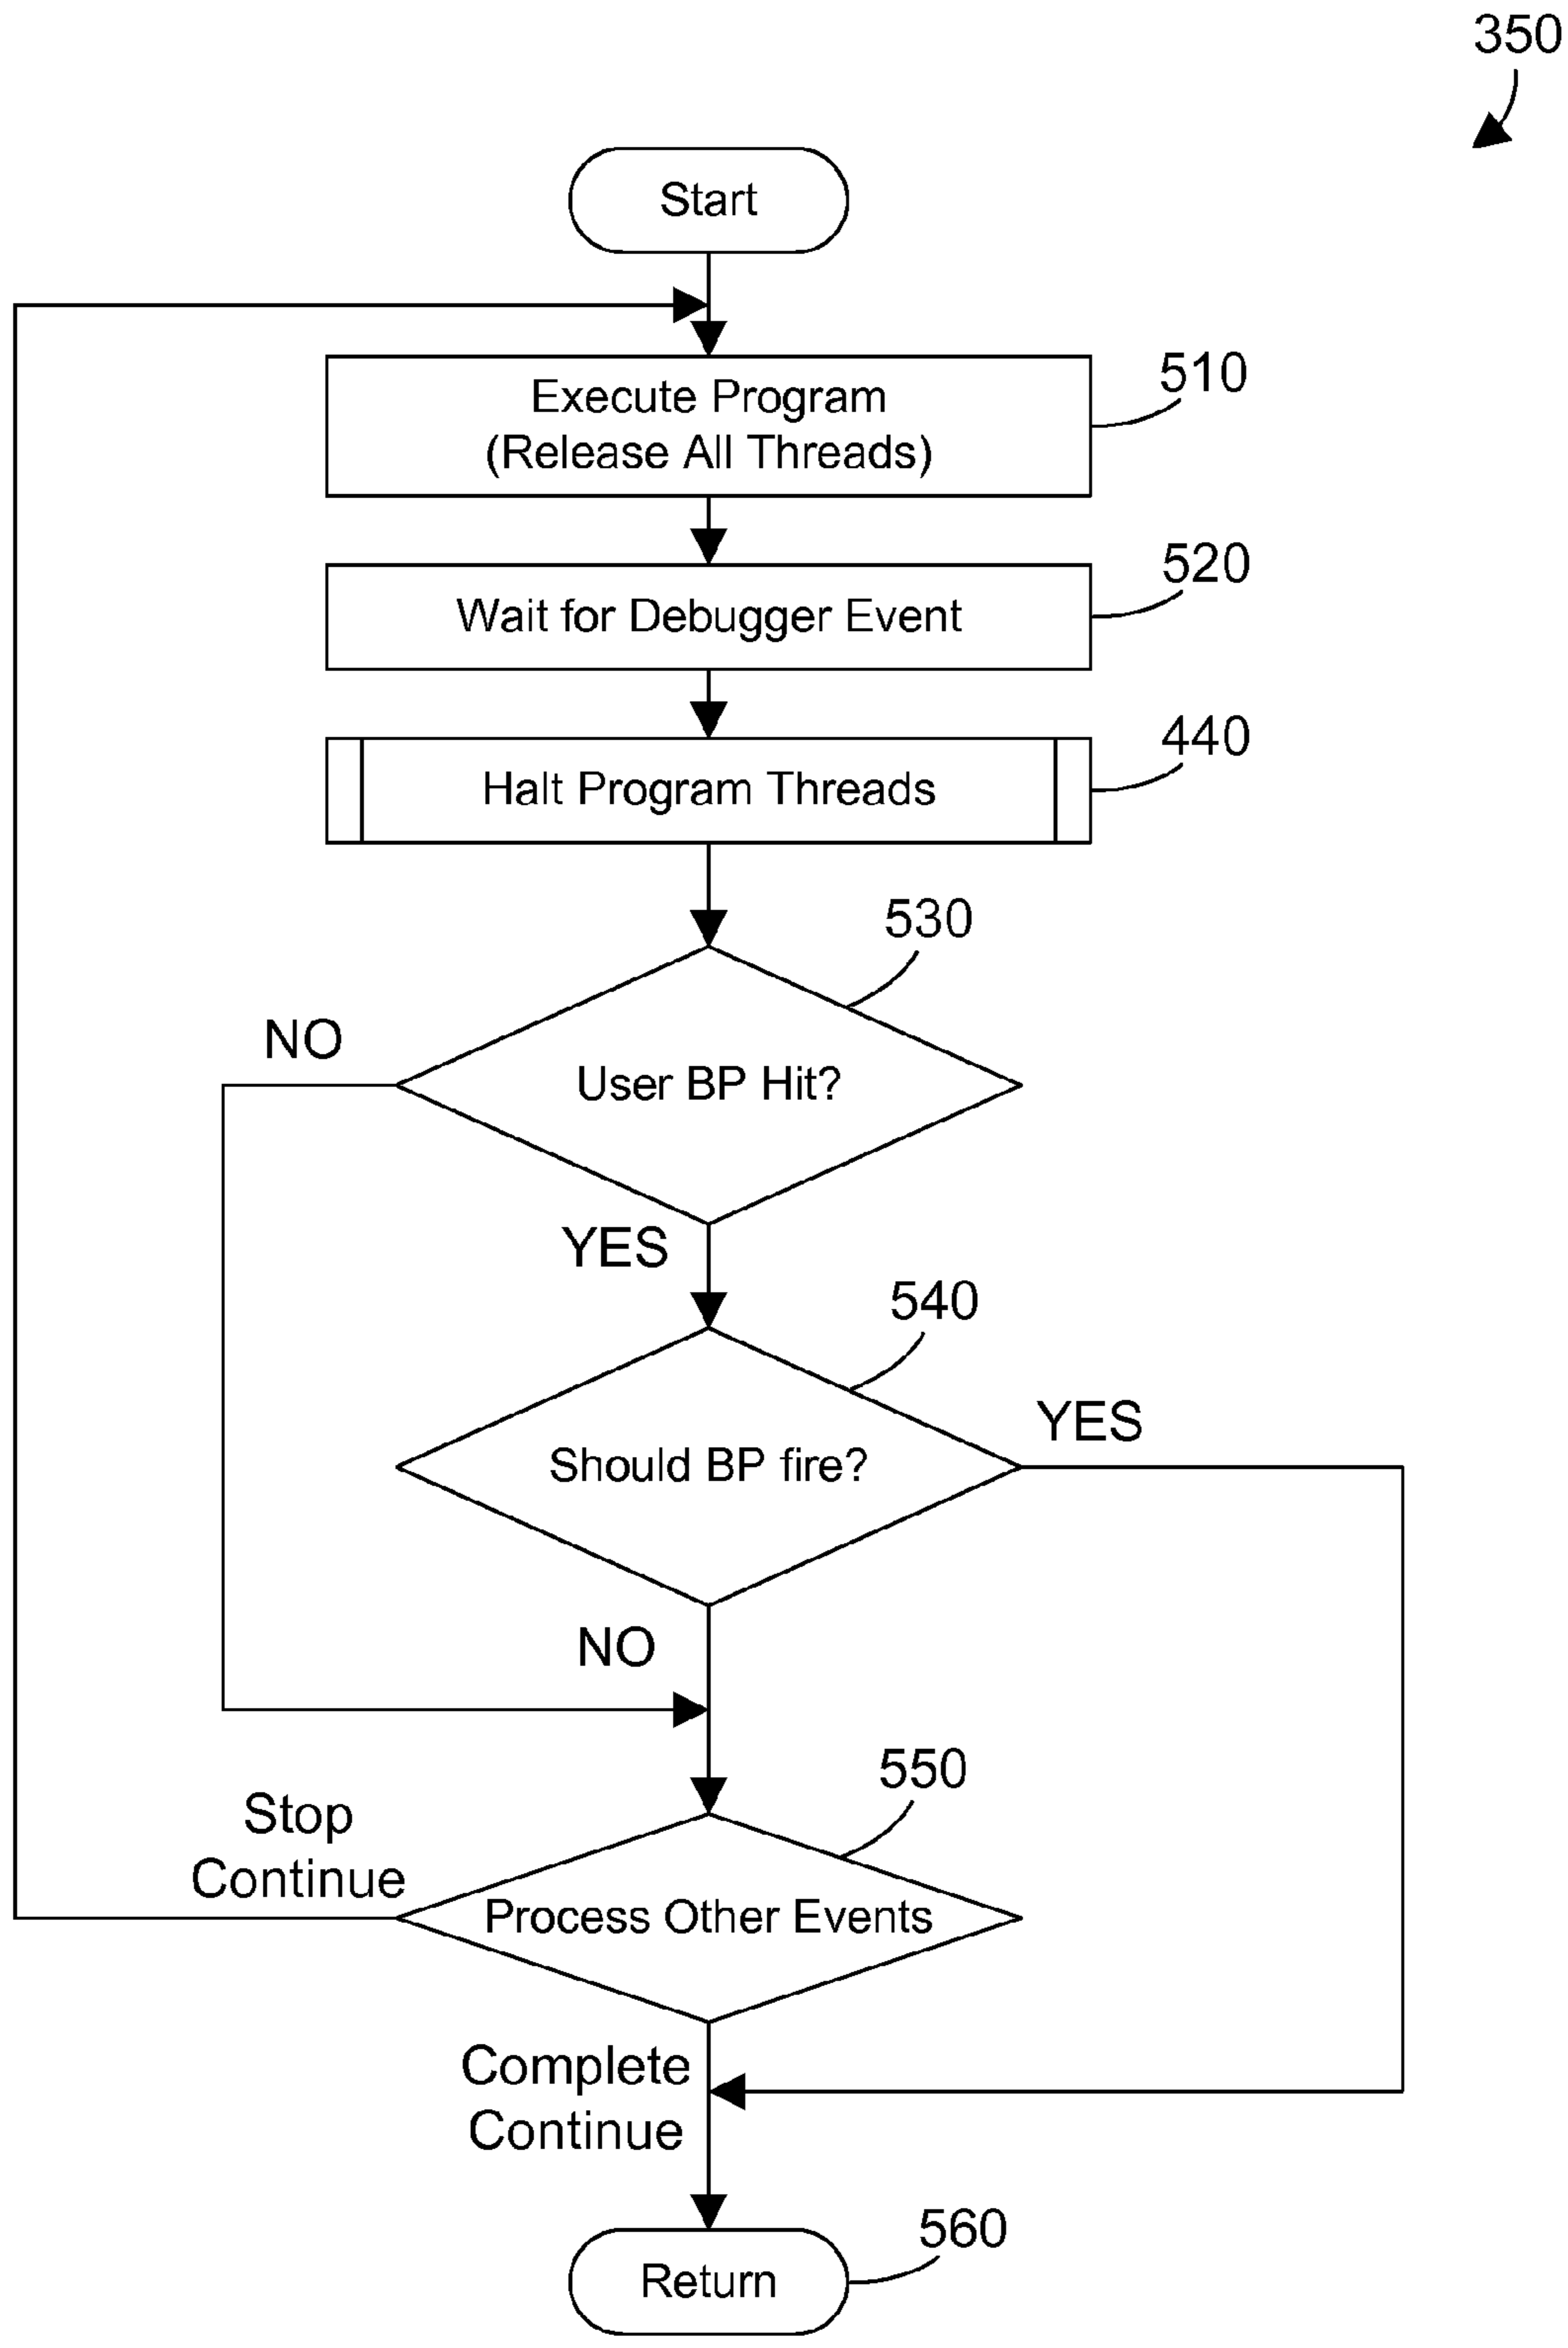 350
Start
Execute Program
(Release All Threads)
510
Wait for Debugger Event
520
Halt Program Threads
440
530
NO
User BP Hit?
YES
540
YES
Should BP fire?
NO
550
Stop
Continue
Process Other Events
Complete
Continue
560
Return